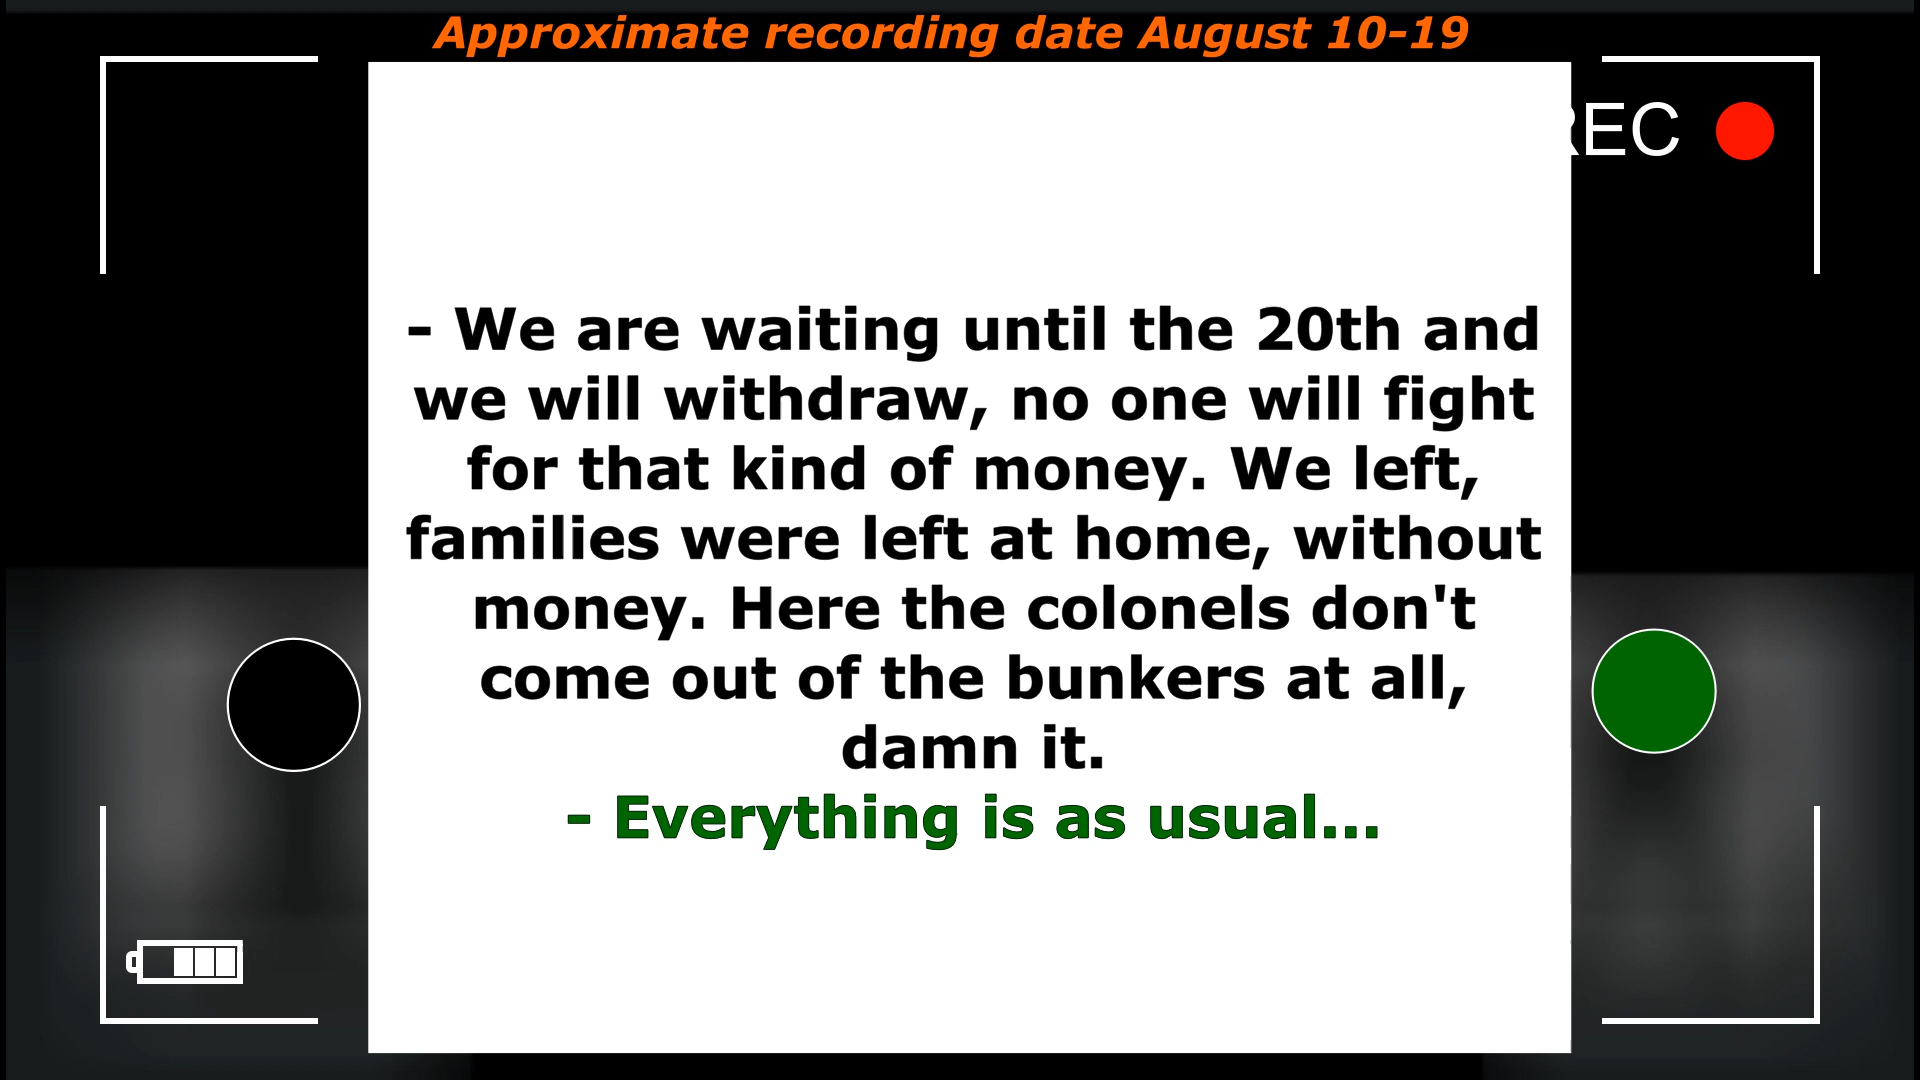 Approximate recording date August 10-19
REC
- We are waiting until the 20th and
we will withdraw, no one will fight
for that kind of money. We left,
families were left at home, without
money. Here the colonels don't
come out of the bunkers at all,
damn it.
- Everything is as usual...